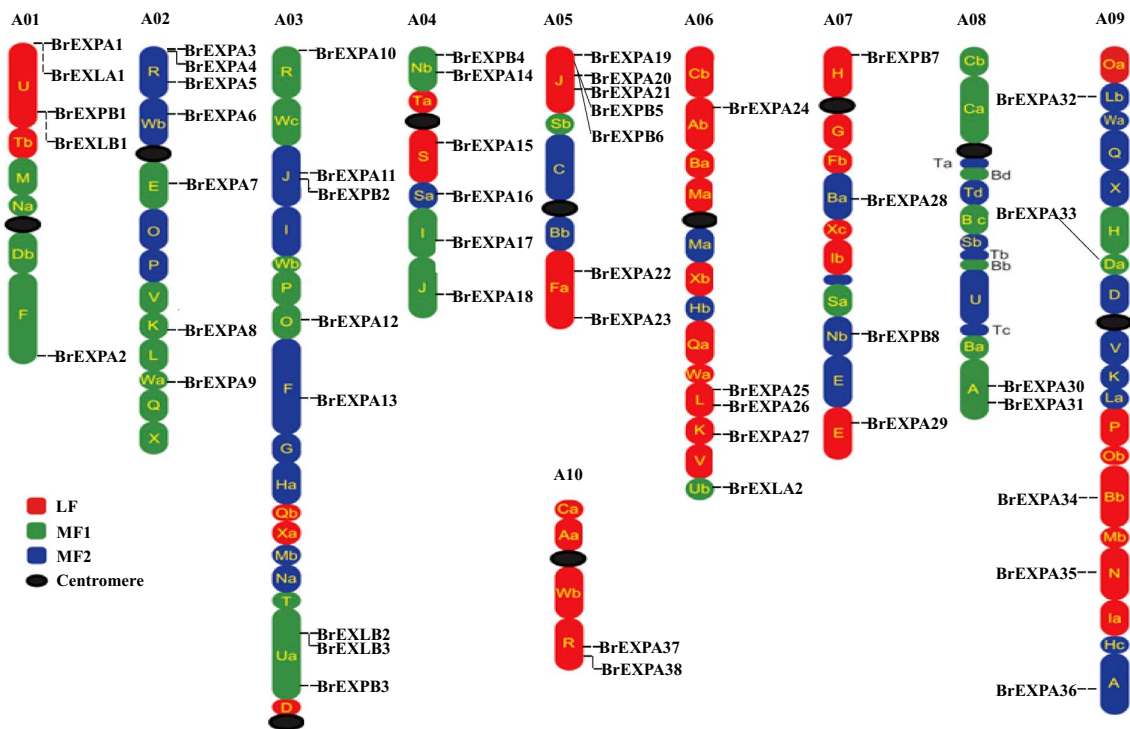 A01
BrEXPA1
BrEXLA1
BrEXPB1
BrEXLB1
BrEXPA2
U
Tb
M
Na
Db
F
A02
BrEXPA3
BrEXPA4
BrEXPA5
BrEXPA6
BrEXPA7
BrEXPA8
BrEXPA9
R
Wb
E
O
P
V
K
L
Wa
Q
X
A03
BrEXPA10
BrEXPA11
BrEXPB2
BrEXPA12
BrEXPA13
BrEXLB2
BrEXLB3
BrEXPB3
R
Wc
J
I
Wb
P
O
F
G
Ha
Qb
Xa
Mb
Na
T
Ua
D
A04
BrEXPB4
BrEXPA14
BrEXPA15
BrEXPA16
BrEXPA17
BrEXPA18
Nb
Ta
S
Sa
I
J
A05
BrEXPA19
BrEXPA20
BrEXPA21
BrEXPB5
BrEXPB6
BrEXPA22
BrEXPA23
J
Sb
C
Bb
Fa
A06
BrEXPA24
BrEXPA25
BrEXPA26
BrEXPA27
BrEXLA2
Cb
Ab
Ba
Ma
Ma
Xb
Hb
Qa
Wa
L
K
V
Ub
A07
BrEXPB7
BrEXPA28
BrEXPB8
BrEXPA29
H
G
Fb
Ba
Xc
Ib
Sa
Nb
E
E
A08
BrEXPA30
BrEXPA31
Cb
Ca
Ta
Bd
Td
B c
Sb
Tb
Bb
U
Tc
Ba
A
A09
BrEXPA32
BrEXPA33
BrEXPA34
BrEXPA35
BrEXPA36
Oa
Lb
Wa
Q
X
H
Da
D
V
K
La
P
Ob
Bb
Mb
N
Ia
Hc
A
A10
BrEXPA37
BrEXPA38
Ca
Aa
Wb
R
LF
MF1
MF2
Centromere